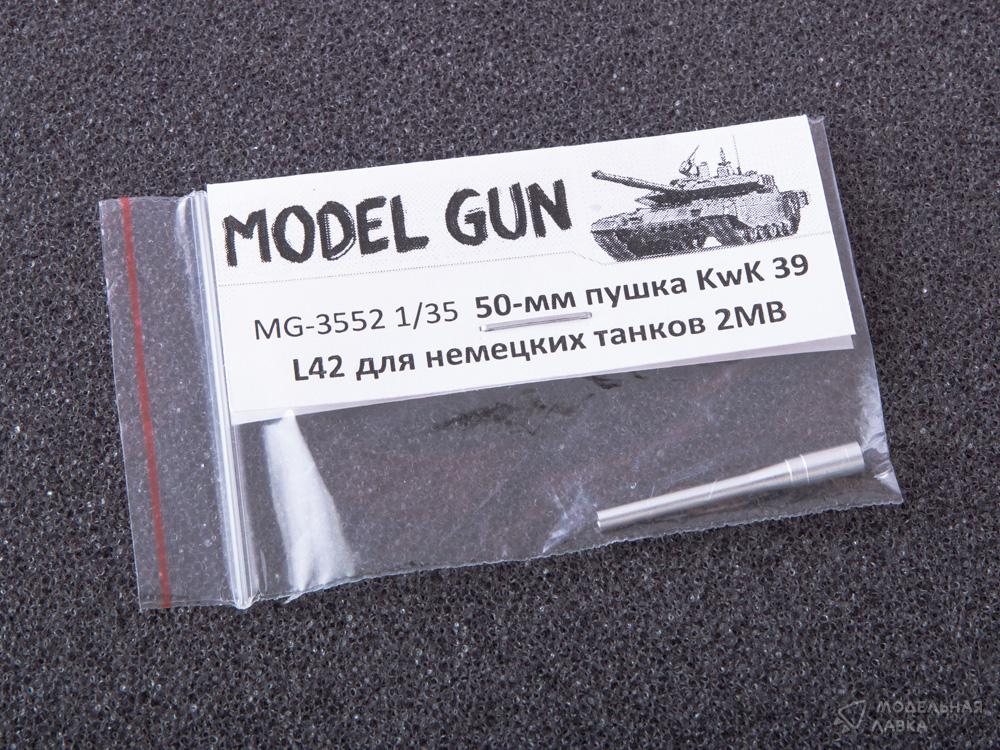 MODEL GUN
MG-3552 1/35 50-мм пушка KwK 39
L42 для немецких танков 2МВ
МОДЕЛЬНАЯ
ЛАВКА